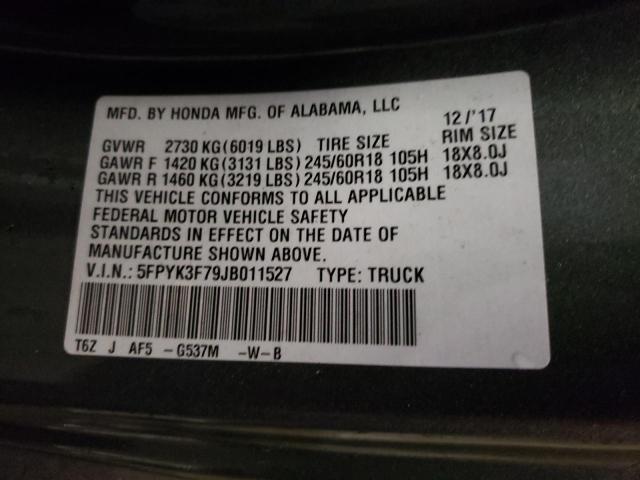 MFD. BY HONDA MFG. OF ALABAMA, LLC 12/'17
GVWR 2730 KG(6019 LBS) TIRE SIZE RIM SIZE
GAWR F 1420 KG(3131 LBS) 245/60R18 105H 18X8.0J
GAWR R 1460 KG(3219 LBS) 245/60R18 105H 18X8.0J
THIS VEHICLE CONFORMS TO ALL APPLICABLE
FEDERAL MOTOR VEHICLE SAFETY
STANDARDS IN EFFECT ON THE DATE OF
MANUFACTURE SHOWN ABOVE.
V.I.N.: 5FPYK3F79JB011527 TYPE: TRUCK
T6Z J AF5 -G537M -W-B